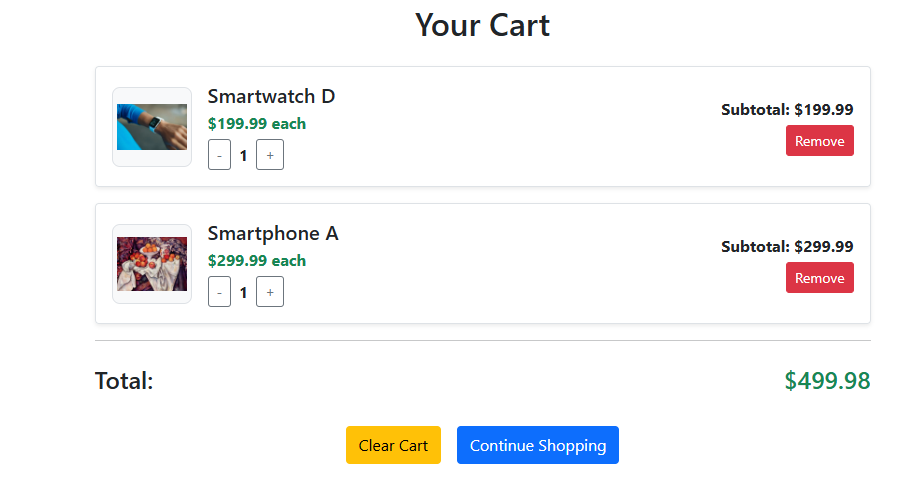 Your Cart
Smartwatch D
$199.99 each
- 1 +
Subtotal: $199.99
Remove
Smartphone A
$299.99 each
- 1 +
Subtotal: $299.99
Remove
Total: $499.98
Clear Cart Continue Shopping